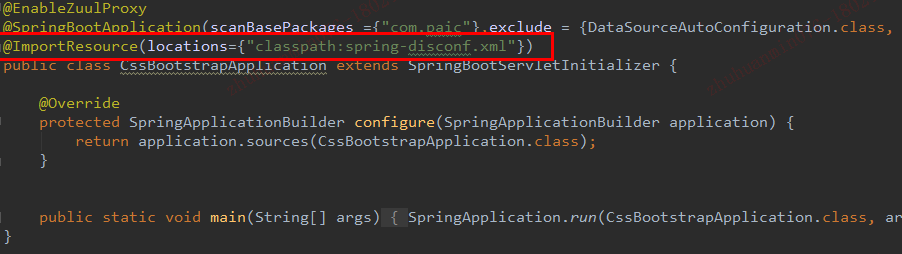 @EnableZuulProxy
@SpringBootApplication(scanBasePackages ={"com.paic"},exclude = {DataSourceAutoConfiguration.class,
@ImportResource(locations={"classpath:spring-disconf.xml"})
public class CssBootstrapApplication extends SpringBootServletInitializer {
@Override
protected SpringApplicationBuilder configure(SpringApplicationBuilder application) {
return application.sources(CssBootstrapApplication.class);
}
public static void main(String[] args) { SpringApplication.run(CssBootstrapApplication.class, ar
}